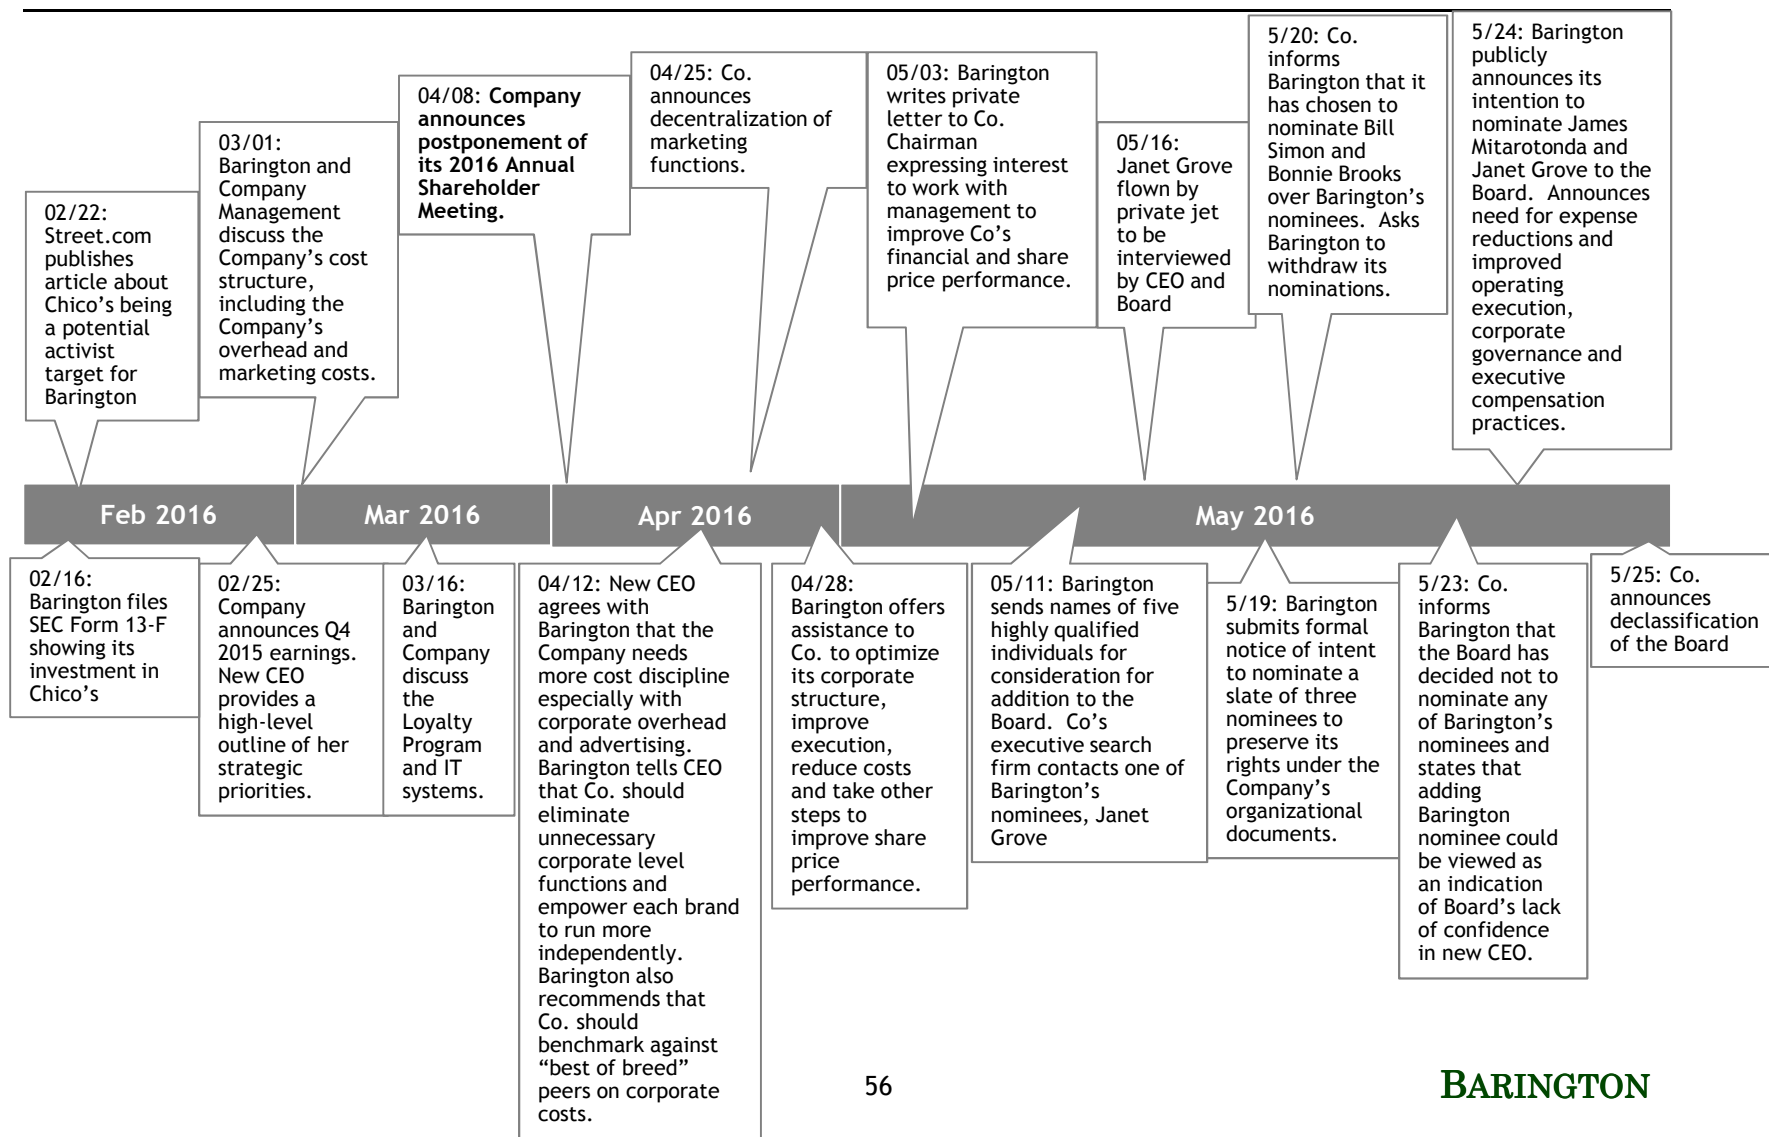 02/22:
Street.com
publishes
article about
Chico's being
a potential
activist
target for
Barington
03/01:
Barington and
Company
Management
discuss the
Company's cost
structure,
including the
Company's
overhead and
marketing costs.
04/08: Company
announces
postponement of
its 2016 Annual
Shareholder
Meeting.
04/25: Co.
announces
decentralization of
marketing
functions.
05/03: Barington
writes private
letter to Co.
Chairman
expressing interest
to work with
management to
improve Co's
financial and share
price performance.
05/16:
Janet Grove
flown by
private jet
to be
interviewed
by CEO and
Board
5/20: Co.
informs
Barington that it
has chosen to
nominate Bill
Simon and
Bonnie Brooks
over Barington's
nominees. Asks
Barington to
withdraw its
nominations.
5/24: Barington
publicly
announces its
intention to
nominate James
Mitarotonda and
Janet Grove to the
Board. Announces
need for expense
reductions and
improved
operating
execution,
corporate
governance and
executive
compensation
practices.
Feb 2016
Mar 2016
Apr 2016
May 2016
02/16:
Barington files
SEC Form 13-F
showing its
investment in
Chico's
02/25:
Company
announces Q4
2015 earnings.
New CEO
provides a
high-level
outline of her
strategic
priorities.
03/16:
Barington
and
Company
discuss
the
Loyalty
Program
and IT
systems.
04/12: New CEO
agrees with
Barington that the
Company needs
more cost discipline
especially with
corporate overhead
and advertising.
Barington tells CEO
that Co. should
eliminate
unnecessary
corporate level
functions and
empower each brand
to run more
independently.
Barington also
recommends that
Co. should
benchmark against
“best of breed”
peers on corporate
costs.
04/28:
Barington offers
assistance to
Co. to optimize
its corporate
structure,
improve
execution,
reduce costs
and take other
steps to
improve share
price
performance.
05/11: Barington
sends names of five
highly qualified
individuals for
consideration for
addition to the
Board. Co's
executive search
firm contacts one of
Barington's
nominees, Janet
Grove
5/19: Barington
submits formal
notice of intent
to nominate a
slate of three
nominees to
preserve its
rights under the
Company's
organizational
documents.
5/23: Co.
informs
Barington that
the Board has
decided not to
nominate any
of Barington's
nominees and
states that
adding
Barington
nominee could
be viewed as
an indication
of Board's lack
of confidence
in new CEO.
5/25: Co.
announces
declassification
of the Board
56
BARINGTON